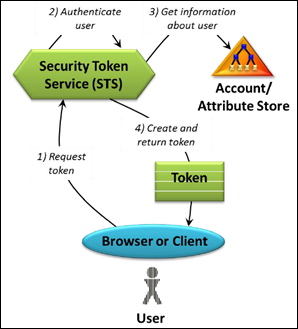 2) Authenticate
user
3) Get information
about user
Security Token
Service (STS)
Account/
Attribute Store
4) Create and
return token
1) Request
token
Token
Browser or Client
User